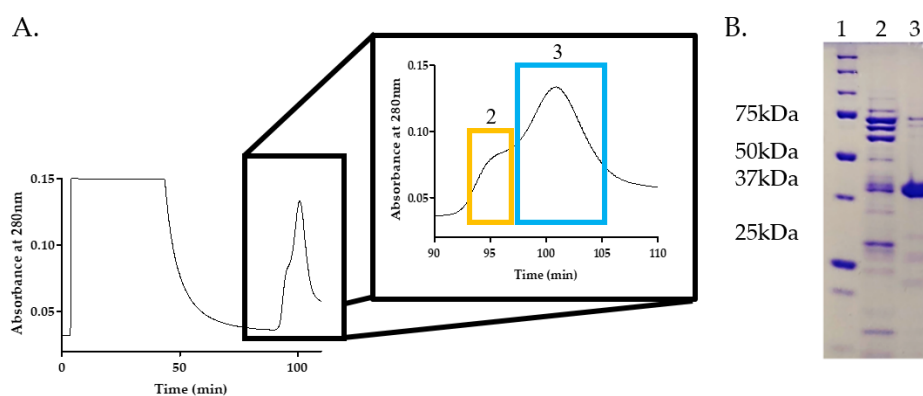 A.
Absorbance at 280nm
0.15
0.10
0.05
0
50
100
Time (min)
Absorbance at 280nm
0.15
0.10
0.05
2
3
90
95
100
105
110
Time (min)
B.
1 2 3
75kDa
50kDa
37kDa
25kDa